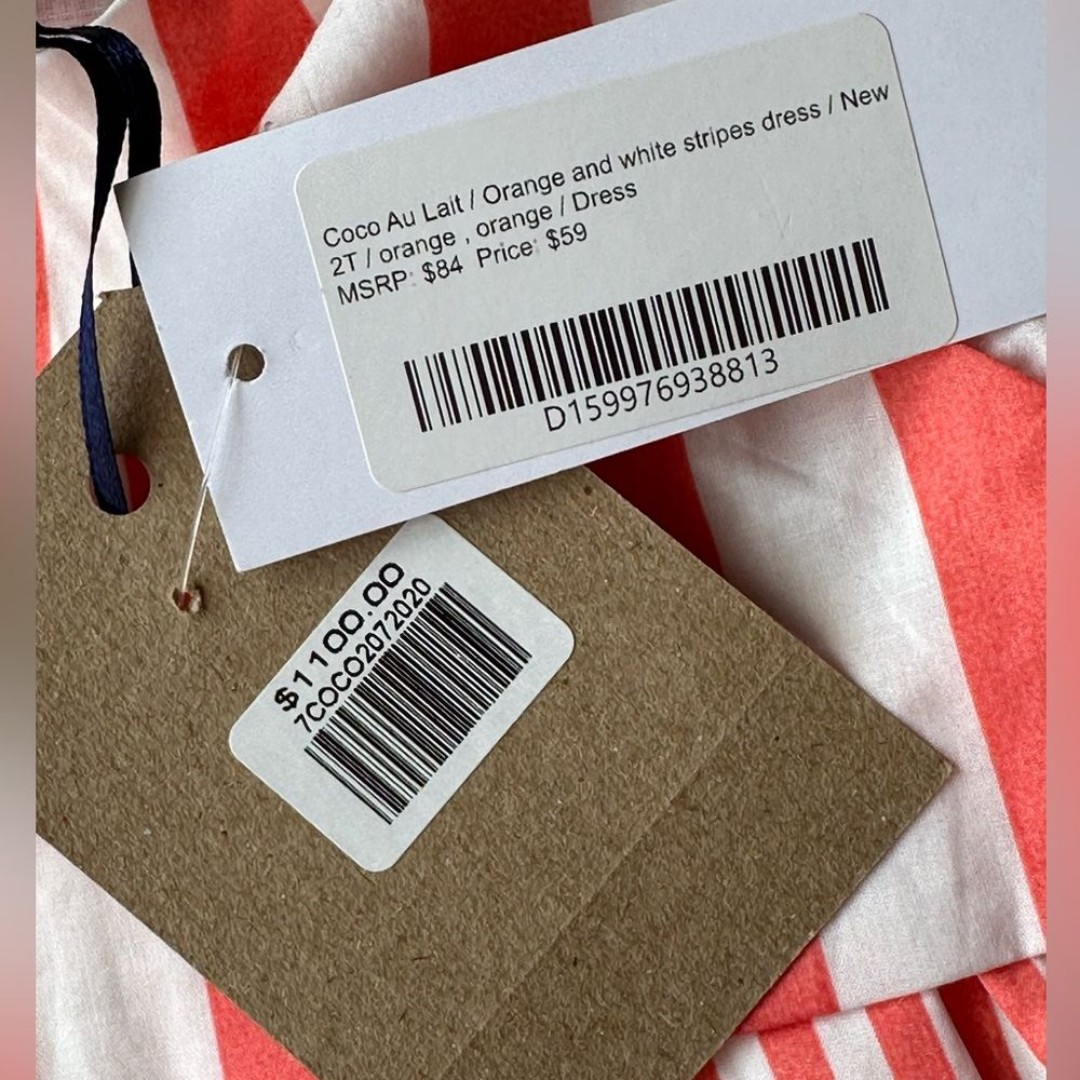 Coco Au Lait / Orange and white stripes dress / New
2T / orange , orange / Dress
MSRP: $84 Price: $59
D159976938813
$1100.00
7COCO2072020